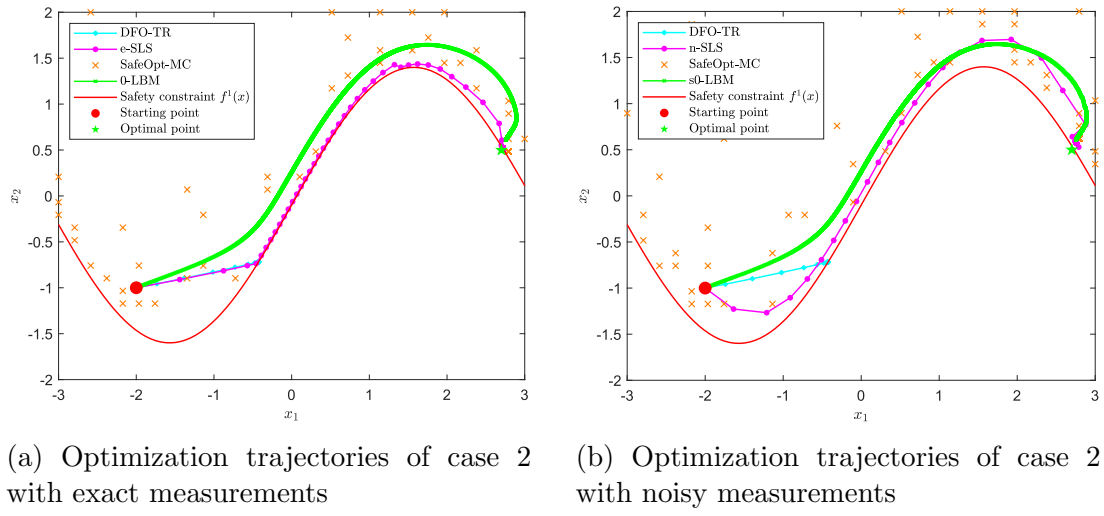 2
1.5
1
0.5
0
-0.5
-1
-1.5
-2
x2
-3
-2
-1
0
1
2
3
x1
DFO-TR
e-SLS
SafeOpt-MC
0-LBM
Safety constraint f¹(x)
Starting point
Optimal point
2
1.5
1
0.5
0
-0.5
-1
-1.5
-2
x2
-3
-2
-1
0
1
2
3
x1
DFO-TR
n-SLS
SafeOpt-MC
s0-LBM
Safety constraint f¹(x)
Starting point
Optimal point
(a) Optimization trajectories of case 2
with exact measurements
(b) Optimization trajectories of case 2
with noisy measurements